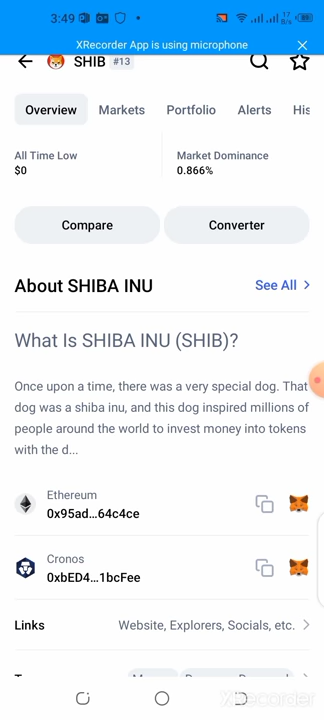 3:49
17
B/s
XRecorder App is using microphone
SHIB #13
Overview Markets Portfolio Alerts His
All Time Low
$0
Market Dominance
0.866%
Compare
Converter
About SHIBA INU
See All
What Is SHIBA INU (SHIB)?
Once upon a time, there was a very special dog. That
dog was a shiba inu, and this dog inspired millions of
people around the world to invest money into tokens
with the d...
Ethereum
0x95ad...64c4ce
Cronos
0xbED4...1bcFee
Links
Website, Explorers, Socials, etc.
XRecorder